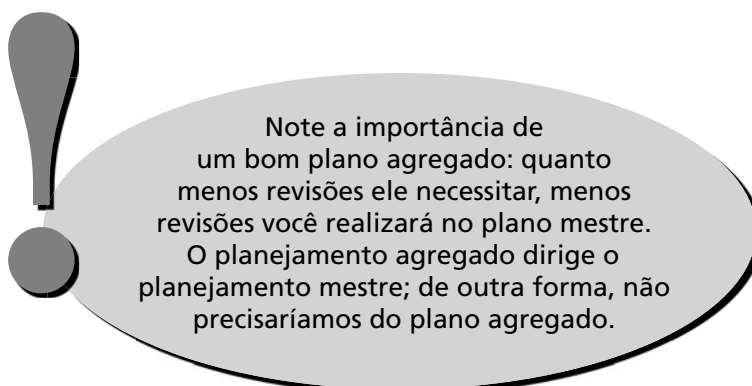 Note a importância de
um bom plano agregado: quanto
menos revisões ele necessitar, menos
revisões você realizará no plano mestre.
O planejamento agregado dirige o
planejamento mestre; de outra forma, não
precisaríamos do plano agregado.